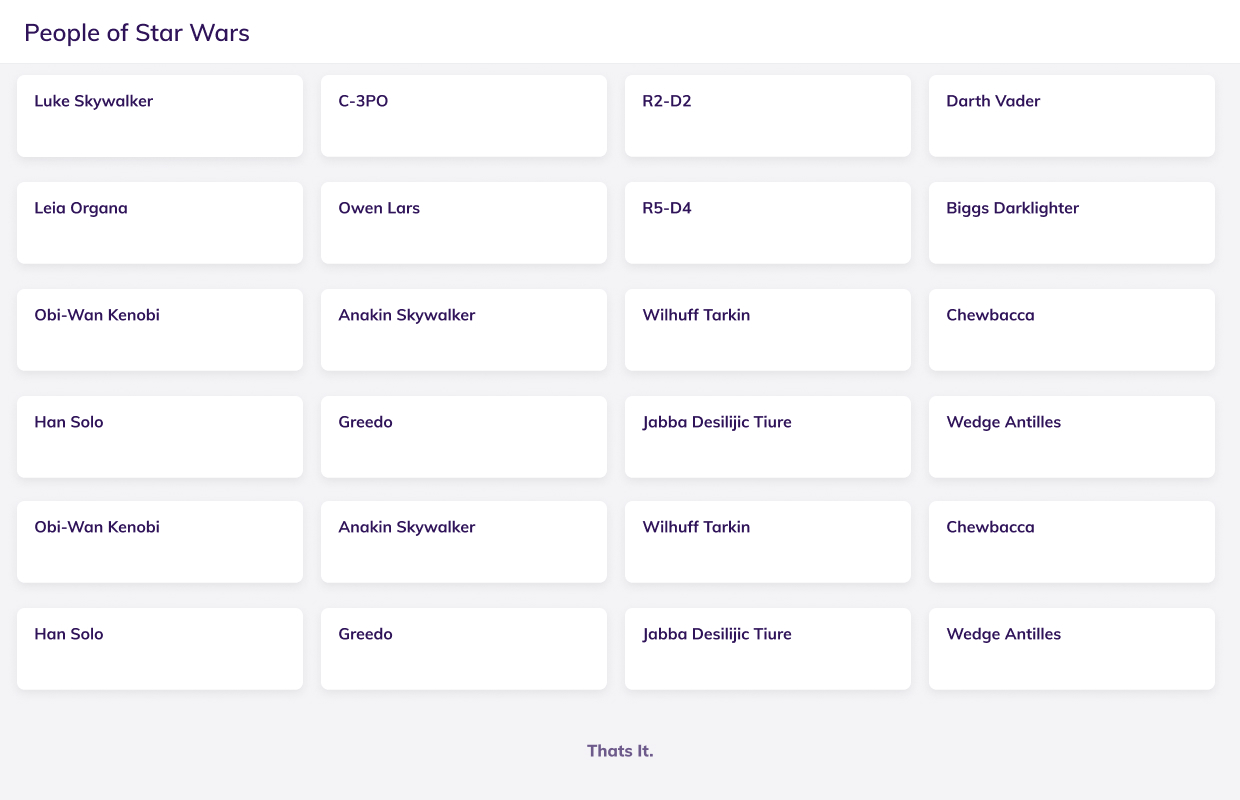 People of Star Wars
Luke Skywalker
C-3PO
R2-D2
Darth Vader
Leia Organa
Owen Lars
R5-D4
Biggs Darklighter
Obi-Wan Kenobi
Anakin Skywalker
Wilhuff Tarkin
Chewbacca
Han Solo
Greedo
Jabba Desilijic Tiure
Wedge Antilles
Obi-Wan Kenobi
Anakin Skywalker
Wilhuff Tarkin
Chewbacca
Han Solo
Greedo
Jabba Desilijic Tiure
Wedge Antilles
Thats It.